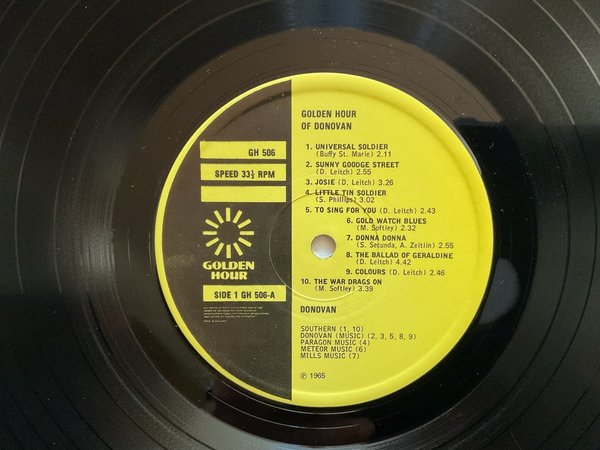 GH 506
SPEED 33⅓ RPM
GOLDEN
HOUR
SIDE 1 GH 506-A
GOLDEN HOUR
OF DONOVAN
1. UNIVERSAL SOLDIER
(Buffy St. Marie) 2.11
2. SUNNY GOODGE STREET
(D. Leitch) 2.55
3. JOSIE (D. Leitch) 3.26
4. LITTLE TIN SOLDIER
(S. Phillips) 3.02
5. TO SING FOR YOU (D. Leitch) 2.43
6. GOLD WATCH BLUES
(M. Softley) 2.32
7. DONNA DONNA
(S. Secunda, A. Zeitlin) 2.55
8. THE BALLAD OF GERALDINE
(D. Leitch) 4.42
9. COLOURS (D. Leitch) 2.46
10. THE WAR DRAGS ON
(M. Softley) 3.39
DONOVAN
SOUTHERN (1, 10)
DONOVAN (MUSIC) (2, 3, 5, 8, 9)
PARAGON MUSIC (4)
METEOR MUSIC (6)
MILLS MUSIC (7)
℗ 1965